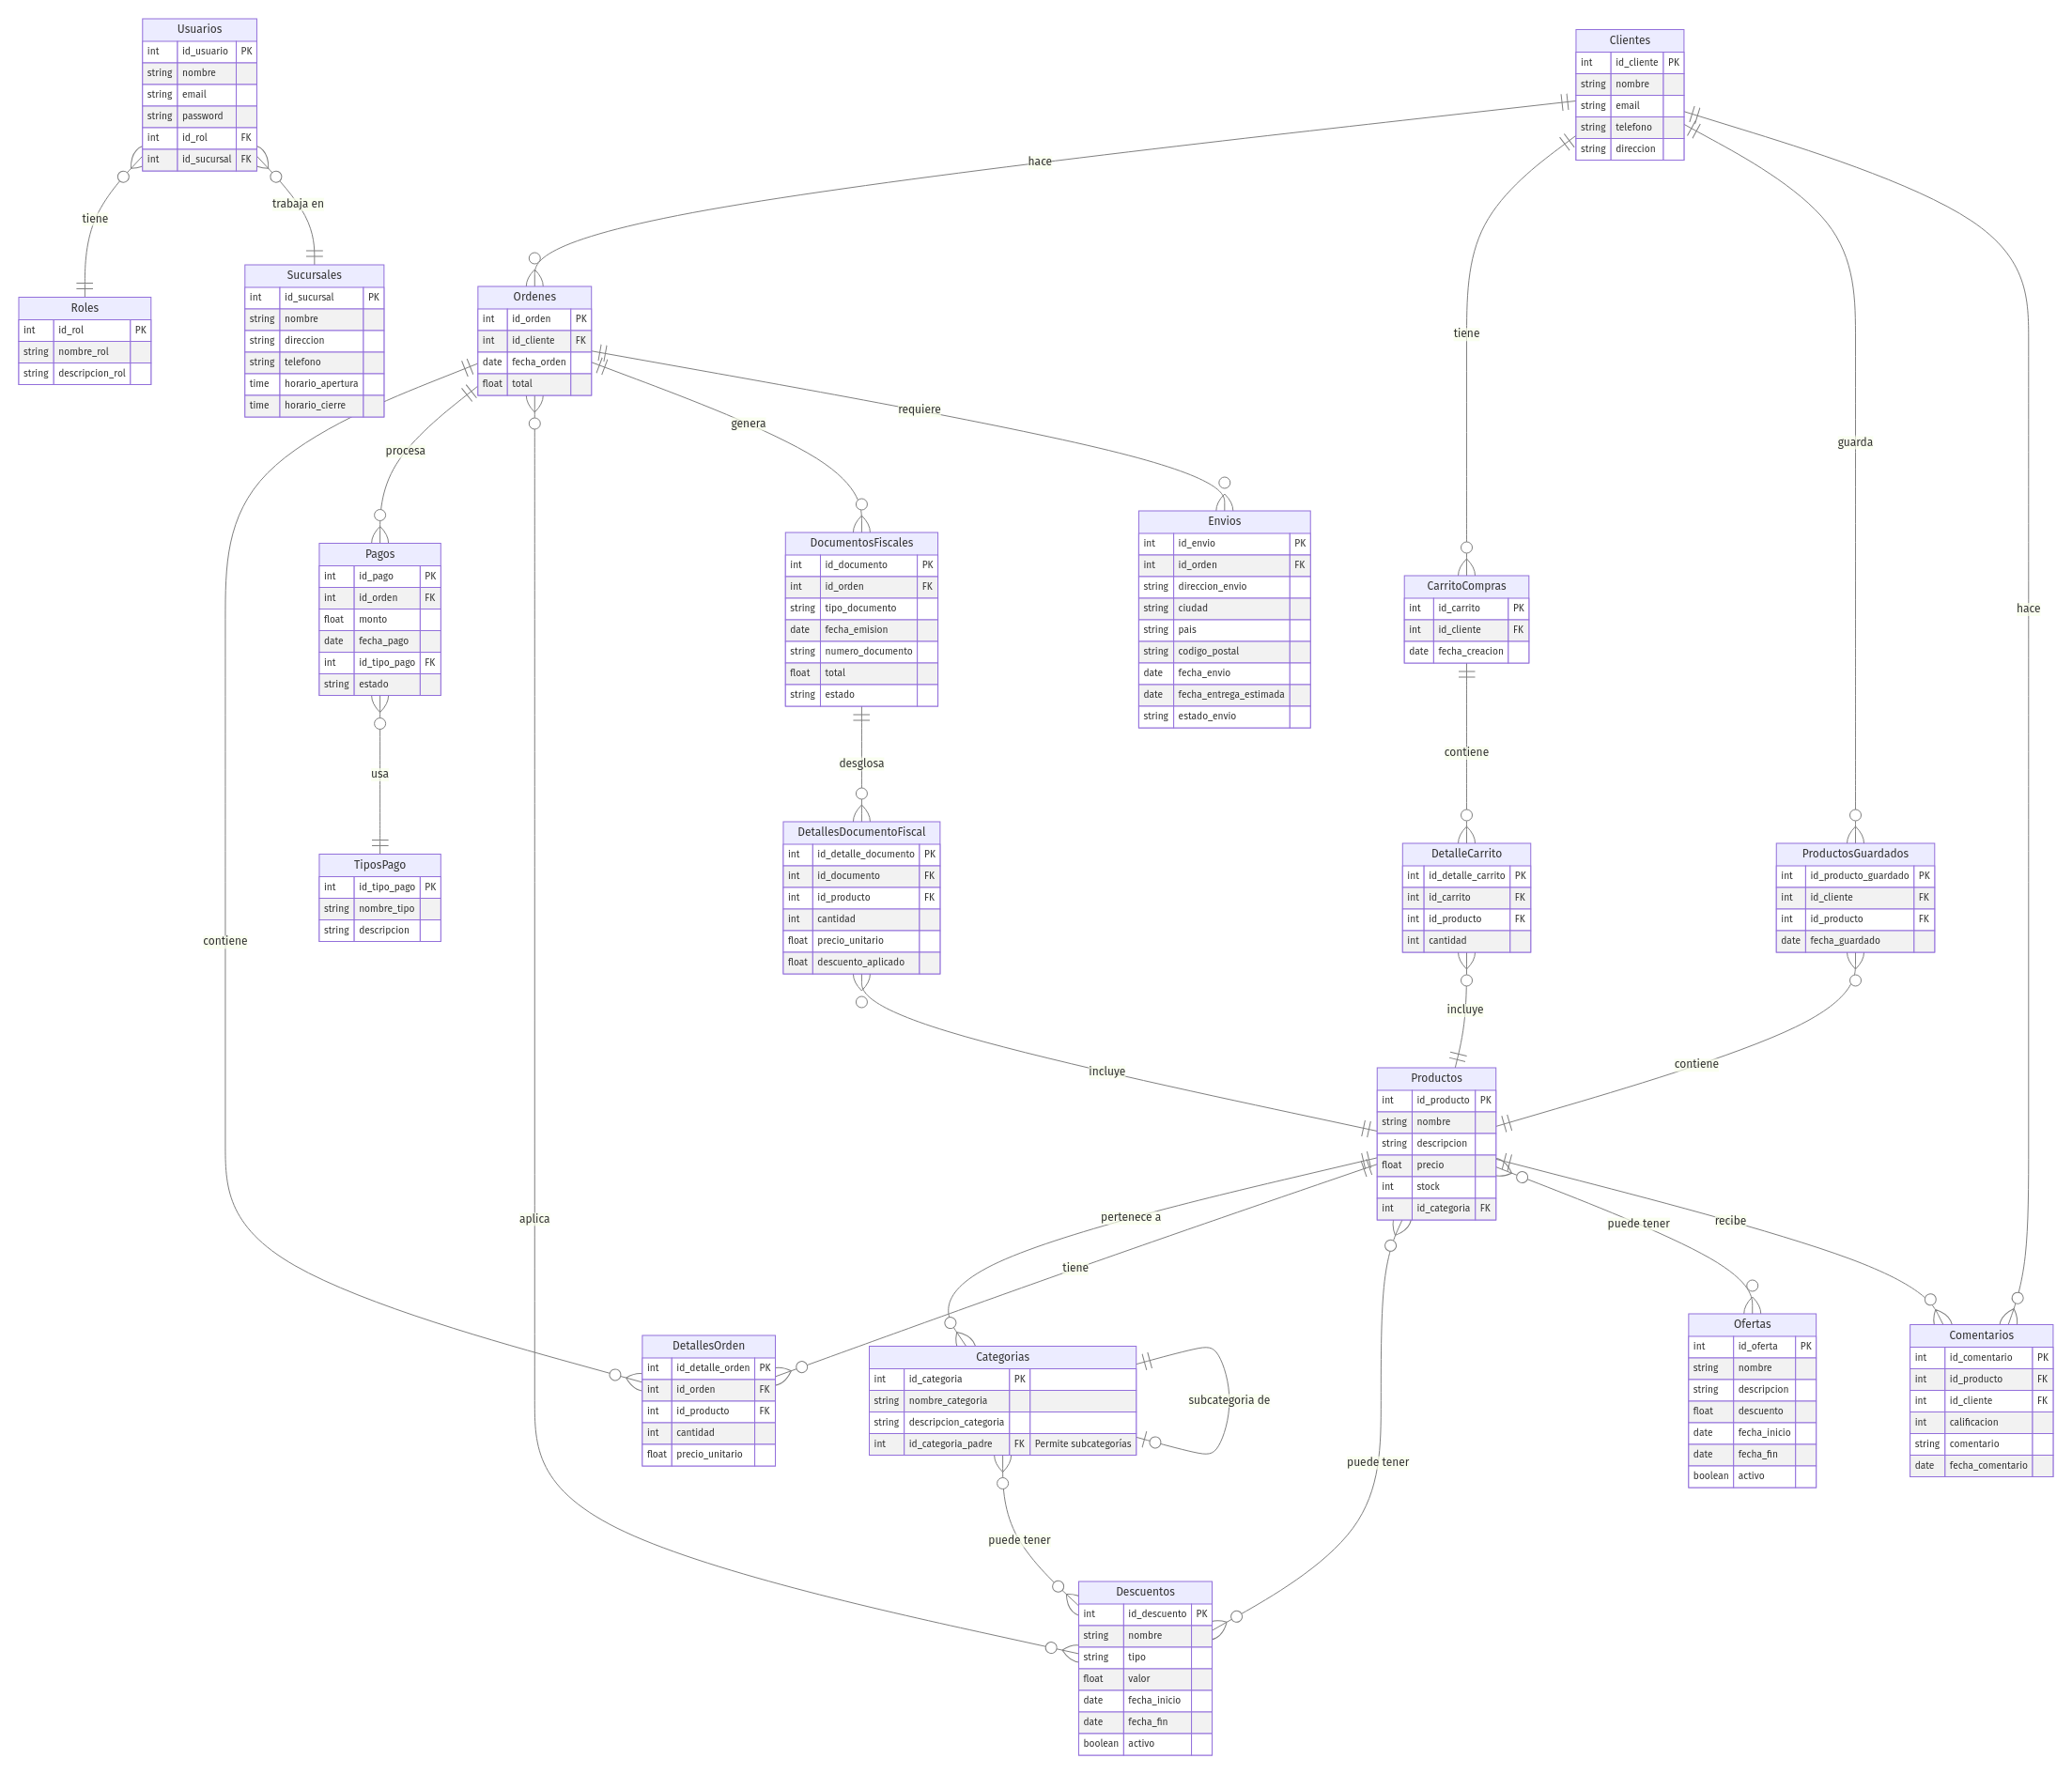 Usuarios
int id_usuario PK
string nombre
string email
string password
int id_rol FK
int id_sucursal FK
Clientes
int id_cliente PK
string nombre
string email
string telefono
string direccion
hace
tiene
trabaja en
Roles
int id_rol PK
string nombre_rol
string descripcion_rol
Sucursales
int id_sucursal PK
string nombre
string direccion
string telefono
time horario_apertura
time horario_cierre
Ordenes
int id_orden PK
int id_cliente FK
date fecha_orden
float total
tiene
guarda
hace
procesa
genera
requiere
Pagos
int id_pago PK
int id_orden FK
float monto
date fecha_pago
int id_tipo_pago FK
string estado
DocumentosFiscales
int id_documento PK
int id_orden FK
string tipo_documento
date fecha_emision
string numero_documento
float total
string estado
Envios
int id_envio PK
int id_orden FK
string direccion_envio
string ciudad
string pais
string codigo_postal
date fecha_envio
date fecha_entrega_estimada
string estado_envio
CarritoCompras
int id_carrito PK
int id_cliente FK
date fecha_creacion
usa
desglosa
contiene
TiposPago
int id_tipo_pago PK
string nombre_tipo
string descripcion
DetallesDocumentoFiscal
int id_detalle_documento PK
int id_documento FK
int id_producto FK
int cantidad
float precio_unitario
float descuento_aplicado
DetalleCarrito
int id_detalle_carrito PK
int id_carrito FK
int id_producto FK
int cantidad
ProductosGuardados
int id_producto_guardado PK
int id_cliente FK
int id_producto FK
date fecha_guardado
contiene
incluye
incluye
contiene
Productos
int id_producto PK
string nombre
string descripcion
float precio
int stock
int id_categoria FK
aplica
pertenece a
tiene
puede tener
recibe
DetallesOrden
int id_detalle_orden PK
int id_orden FK
int id_producto FK
int cantidad
float precio_unitario
Categorias
int id_categoria PK
string nombre_categoria
string descripcion_categoria
int id_categoria_padre FK Permite subcategorías
subcategoria de
Ofertas
int id_oferta PK
string nombre
string descripcion
float descuento
date fecha_inicio
date fecha_fin
boolean activo
Comentarios
int id_comentario PK
int id_producto FK
int id_cliente FK
int calificacion
string comentario
date fecha_comentario
puede tener
puede tener
Descuentos
int id_descuento PK
string nombre
string tipo
float valor
date fecha_inicio
date fecha_fin
boolean activo